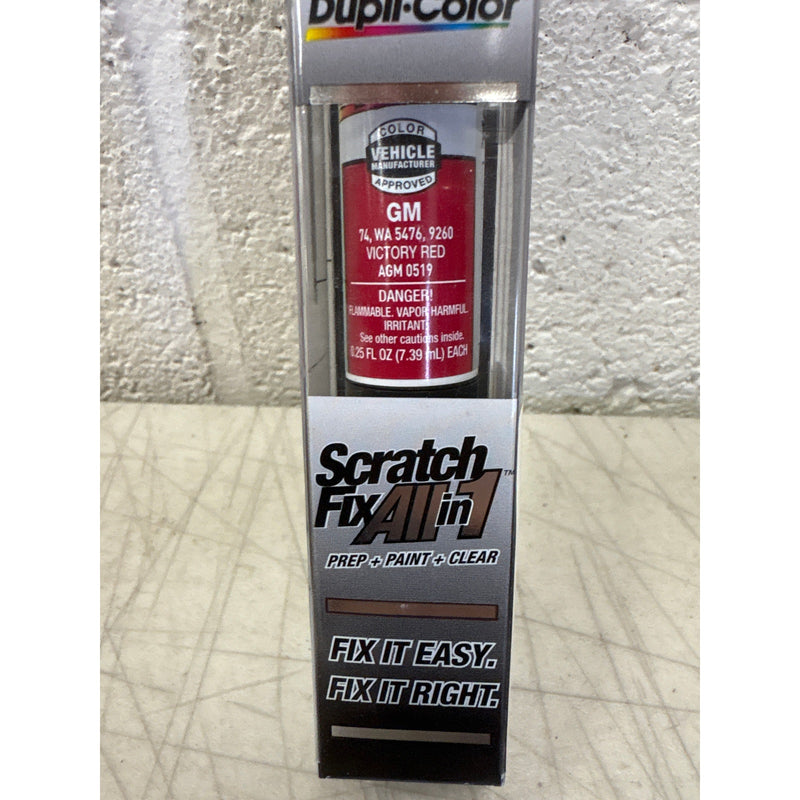 Dupli-Color
COLOR
VEHICLE
MANUFACTURER
APPROVED
GM
74, WA 5476, 9260
VICTORY RED
AGM 0519
DANGER!
FLAMMABLE. VAPOR HARMFUL.
IRRITANT.
See other cautions inside.
0.25 FL OZ (7.39 mL) EACH
Scratch
Fix All in 1™
PREP + PAINT + CLEAR
FIX IT EASY.
FIX IT RIGHT.